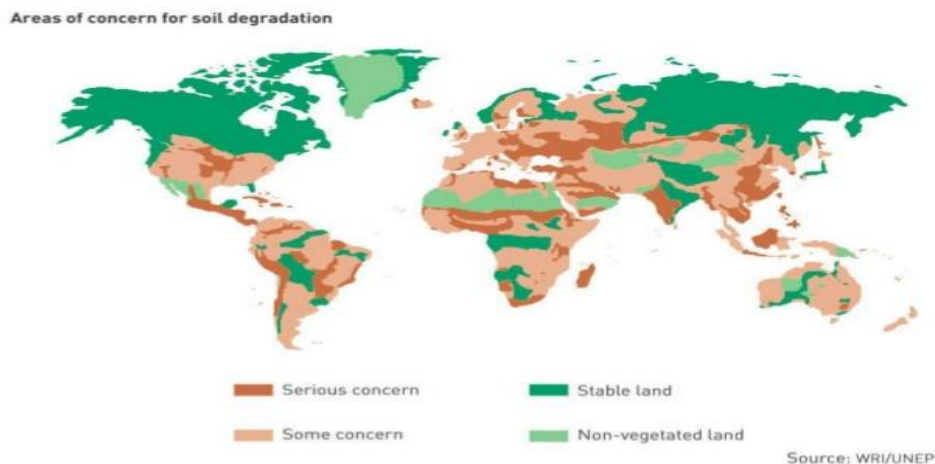 Areas of concern for soil degradation
Serious concern
Stable land
Some concern
Non-vegetated land
Source: WRI/UNEP